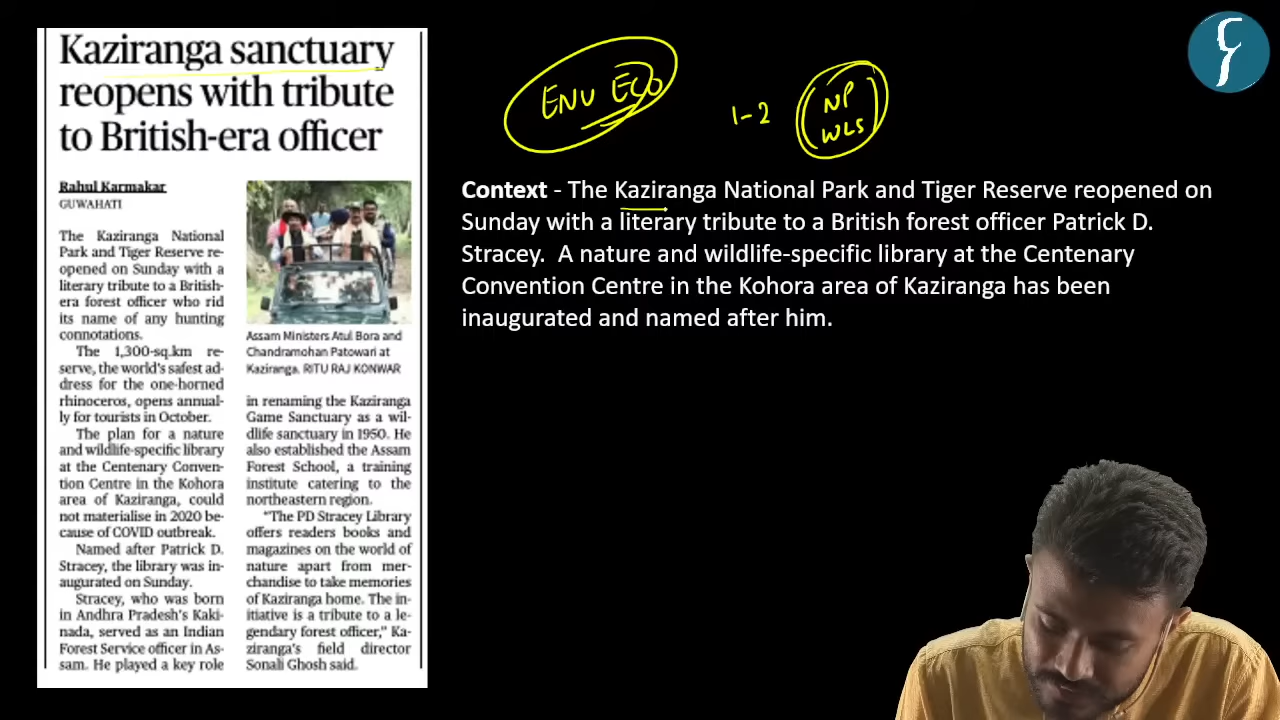 Kaziranga sanctuary
reopens with tribute
to British-era officer
Rahul Karmakar
GUWAHATI
The Kaziranga National
Park and Tiger Reserve re-
opened on Sunday with a
literary tribute to a British-
era forest officer who rid
its name of any hunting
connotations.
The 1,300-sq.km re-
serve, the world's safest ad-
dress for the one-horned
rhinoceros, opens annual-
ly for tourists in October.
The plan for a nature
and wildlife-specific library
at the Centenary Conven-
tion Centre in the Kohora
area of Kaziranga, could
not materialise in 2020 be-
cause of COVID outbreak.
Named after Patrick D.
Stracey, the library was in-
augurated on Sunday.
Stracey, who was born
in Andhra Pradesh's Kaki-
nada, served as an Indian
Forest Service officer in As-
sam. He played a key role
Assam Ministers Atul Bora and
Chandramohan Patowari at
Kaziranga. RITU RAJ KONWAR
in renaming the Kaziranga
Game Sanctuary as a wil-
dlife sanctuary in 1950. He
also established the Assam
Forest School, a training
institute catering to the
northeastern region.
"The PD Stracey Library
offers readers books and
magazines on the world of
nature apart from mer-
chandise to take memories
of Kaziranga home. The in-
itiative is a tribute to a le-
gendary forest officer," Ka-
ziranga's field director
Sonali Ghosh said.
ENV ECO
1-2
NP
WLS
Context - The Kaziranga National Park and Tiger Reserve reopened on
Sunday with a literary tribute to a British forest officer Patrick D.
Stracey. A nature and wildlife-specific library at the Centenary
Convention Centre in the Kohora area of Kaziranga has been
inaugurated and named after him.